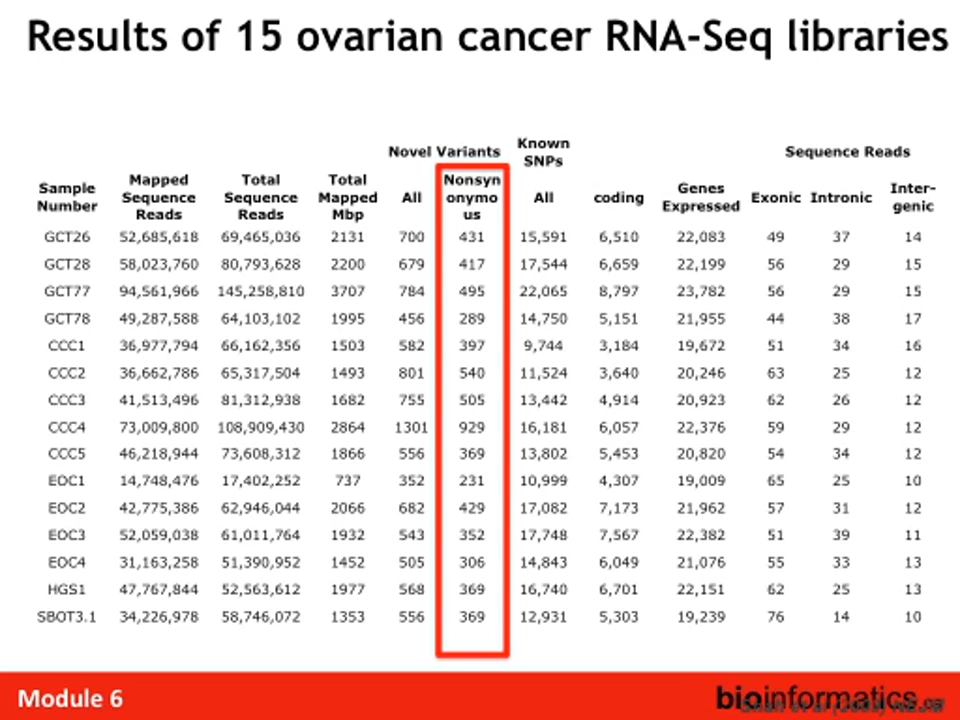 Results of 15 ovarian cancer RNA-Seq libraries
Novel Variants Known SNPs Sequence Reads
Sample Number Mapped Sequence Reads Total Sequence Reads Total Mapped Mbp All Nonsyn onymo us All coding Genes Expressed Exonic Intronic Inter- genic
GCT26 52,685,618 69,465,036 2131 700 431 15,591 6,510 22,083 49 37 14
GCT28 58,023,760 80,793,628 2200 679 417 17,544 6,659 22,199 56 29 15
GCT77 94,561,966 145,258,810 3707 784 495 22,065 8,797 23,782 56 29 15
GCT78 49,287,588 64,103,102 1995 456 289 14,750 5,151 21,955 44 38 17
CCC1 36,977,794 66,162,356 1503 582 397 9,744 3,184 19,672 51 34 16
CCC2 36,662,786 65,317,504 1493 801 540 11,524 3,640 20,246 63 25 12
CCC3 41,513,496 81,312,938 1682 755 505 13,442 4,914 20,923 62 26 12
CCC4 73,009,800 108,909,430 2864 1301 929 16,181 6,057 22,376 59 29 12
CCC5 46,218,944 73,608,312 1866 556 369 13,802 5,453 20,820 54 34 12
EOC1 14,748,476 17,402,252 737 352 231 10,999 4,307 19,009 65 25 10
EOC2 42,775,386 62,946,044 2066 682 429 17,082 7,173 21,962 57 31 12
EOC3 52,059,038 61,011,764 1932 543 352 17,748 7,567 22,382 51 39 11
EOC4 31,163,258 51,390,952 1452 505 306 14,843 6,049 21,076 55 33 13
HGS1 47,767,844 52,563,612 1977 568 369 16,740 6,701 22,151 62 25 13
SBOT3.1 34,226,978 58,746,072 1353 556 369 12,931 5,303 19,239 76 14 10
Module 6
bioinformatics.ca